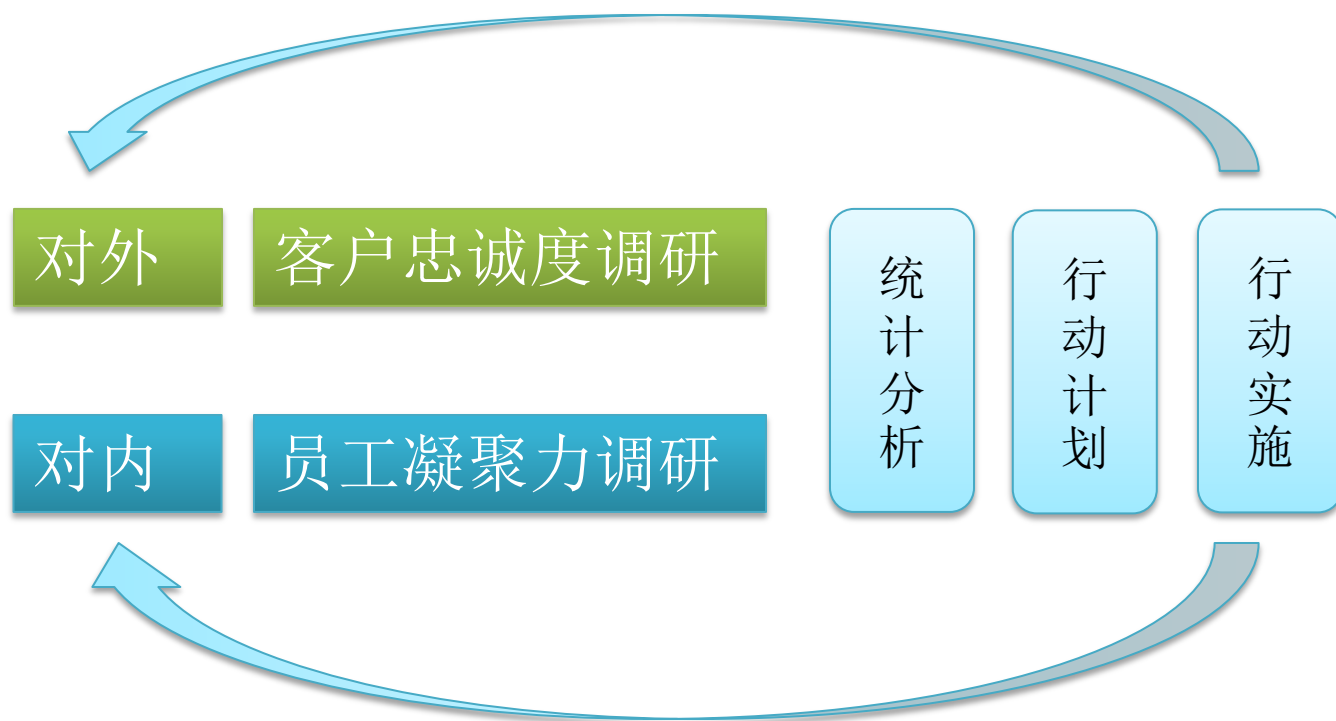 对外
客户忠诚度调研
对内
员工凝聚力调研
统计分析
行动计划
行动实施